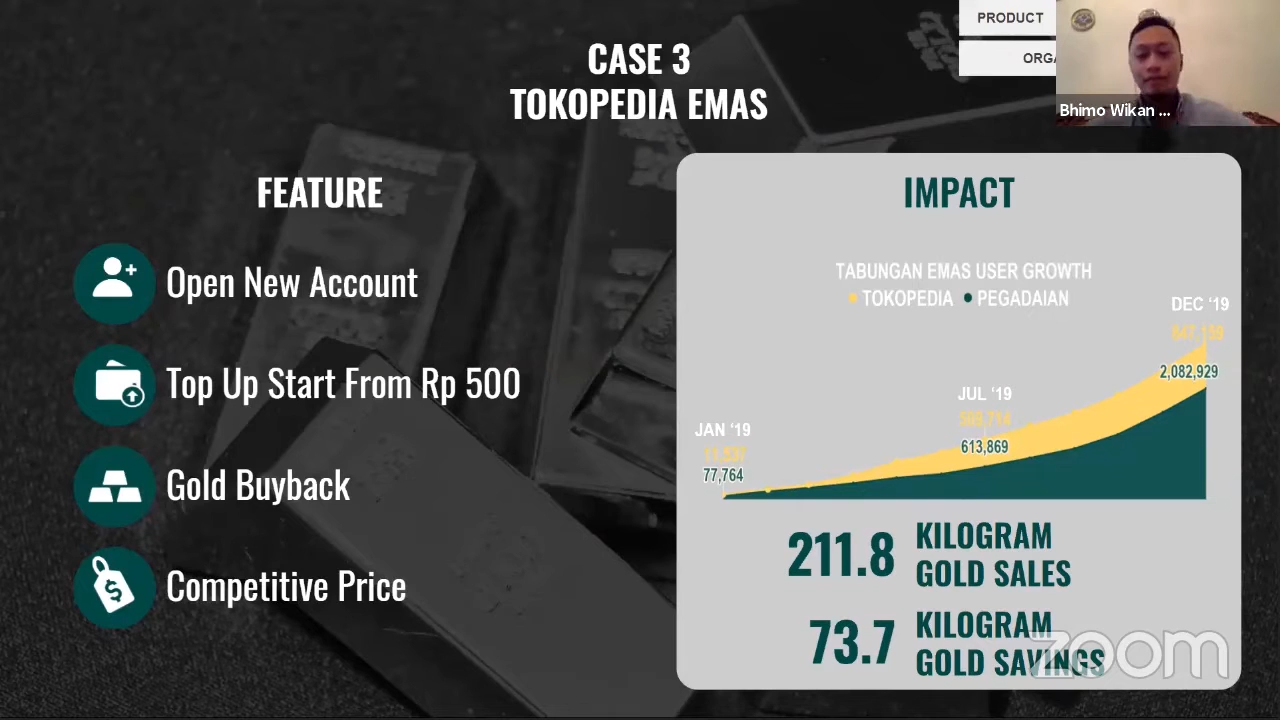 PRODUCT
Bhimo Wikan ...
CASE 3
TOKOPEDIA EMAS
FEATURE
Open New Account
Top Up Start From Rp 500
Gold Buyback
Competitive Price
IMPACT
TABUNGAN EMAS USER GROWTH
TOKOPEDIA PEGADAIAN
JAN ‘19
77,764
JUL ‘19
613,869
DEC ‘19
2,082,929
211.8 KILOGRAM
GOLD SALES
73.7 KILOGRAM
GOLD SAVINGS
zoom